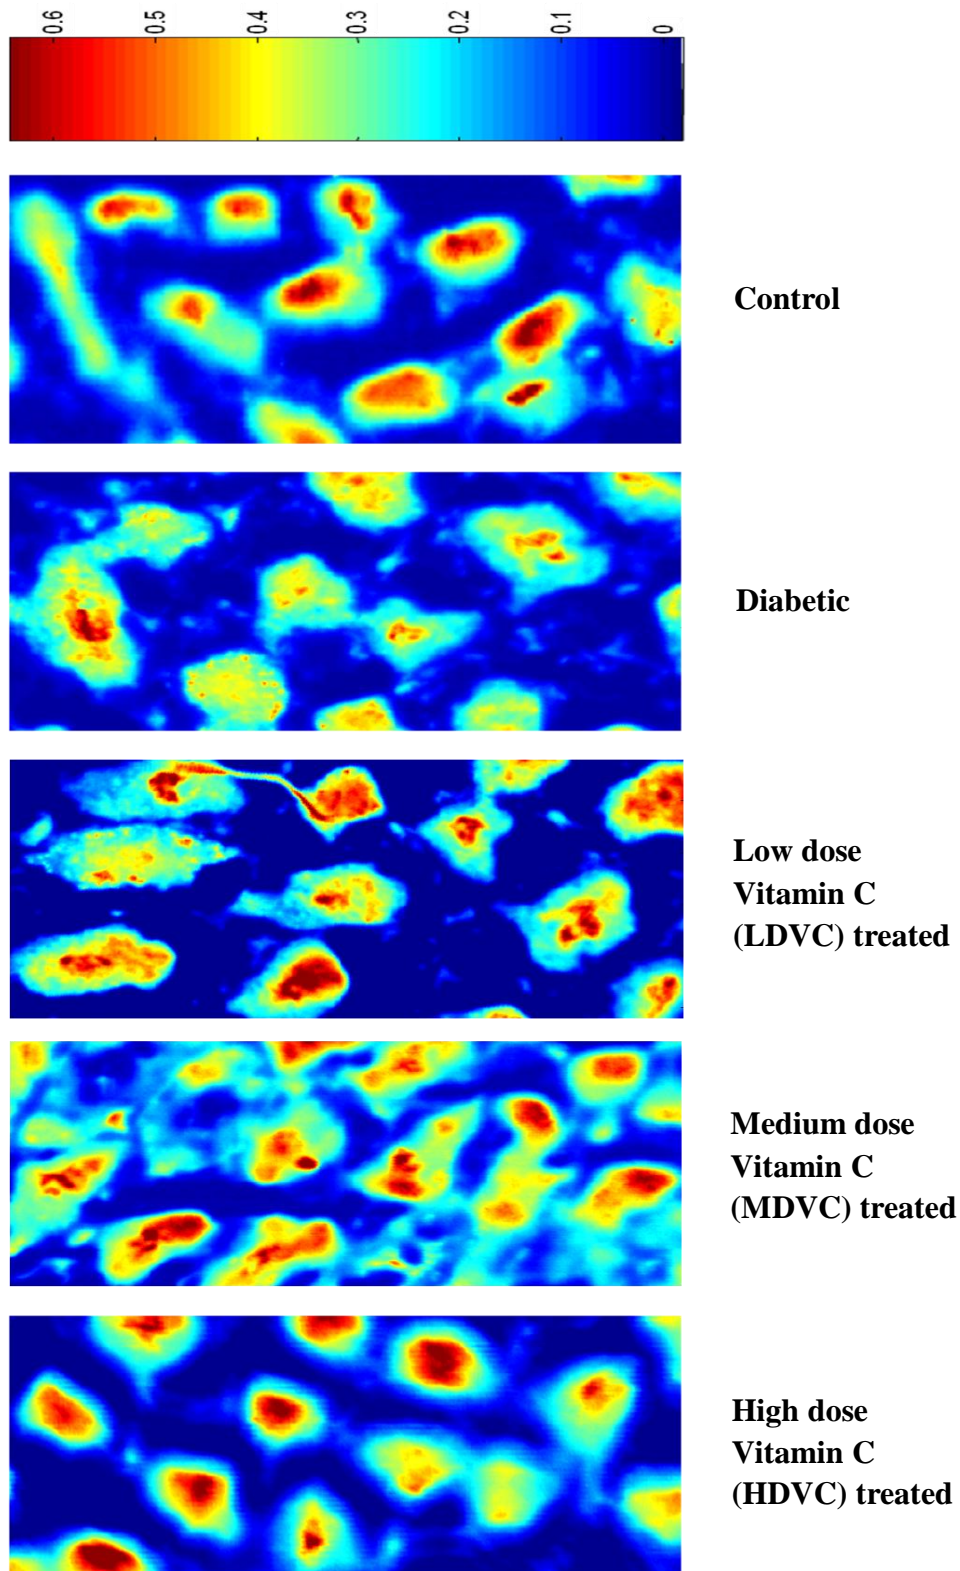 0.6 0.5 0.4 0.3 0.2 0.1 0
Control
Diabetic
Low dose
Vitamin C
(LDVC) treated
Medium dose
Vitamin C
(MDVC) treated
High dose
Vitamin C
(HDVC) treated